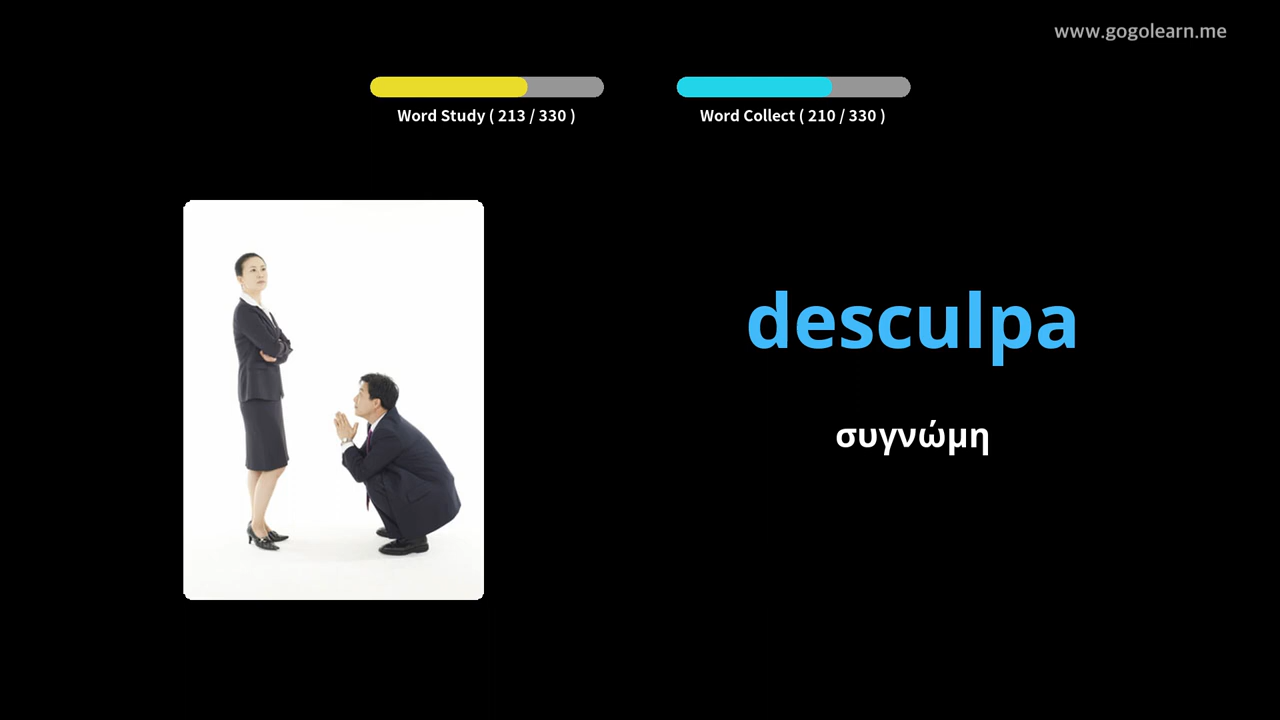 www.gogolearn.me
Word Study ( 213 / 330 )
Word Collect ( 210 / 330 )
desculpa
συγνώμη